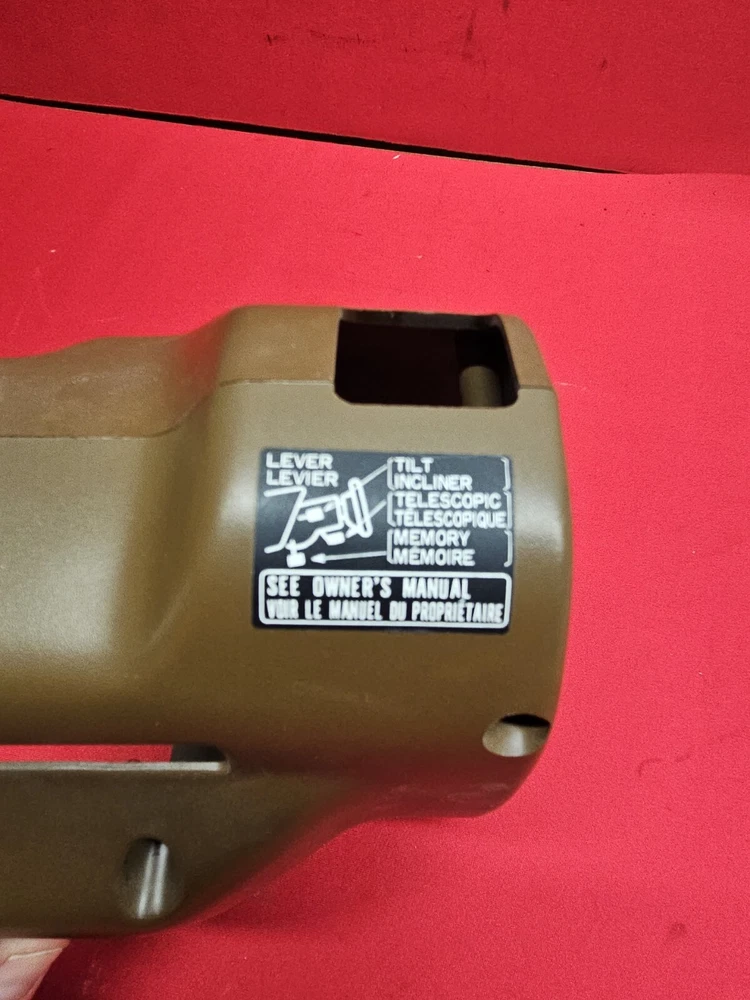 LEVER
LEVIER
TILT
INCLINER
TELESCOPIC
TÉLESCOPIQUE
MEMORY
MÉMOIRE
SEE OWNER'S MANUAL
VOIR LE MANUEL DU PROPRIÉTAIRE